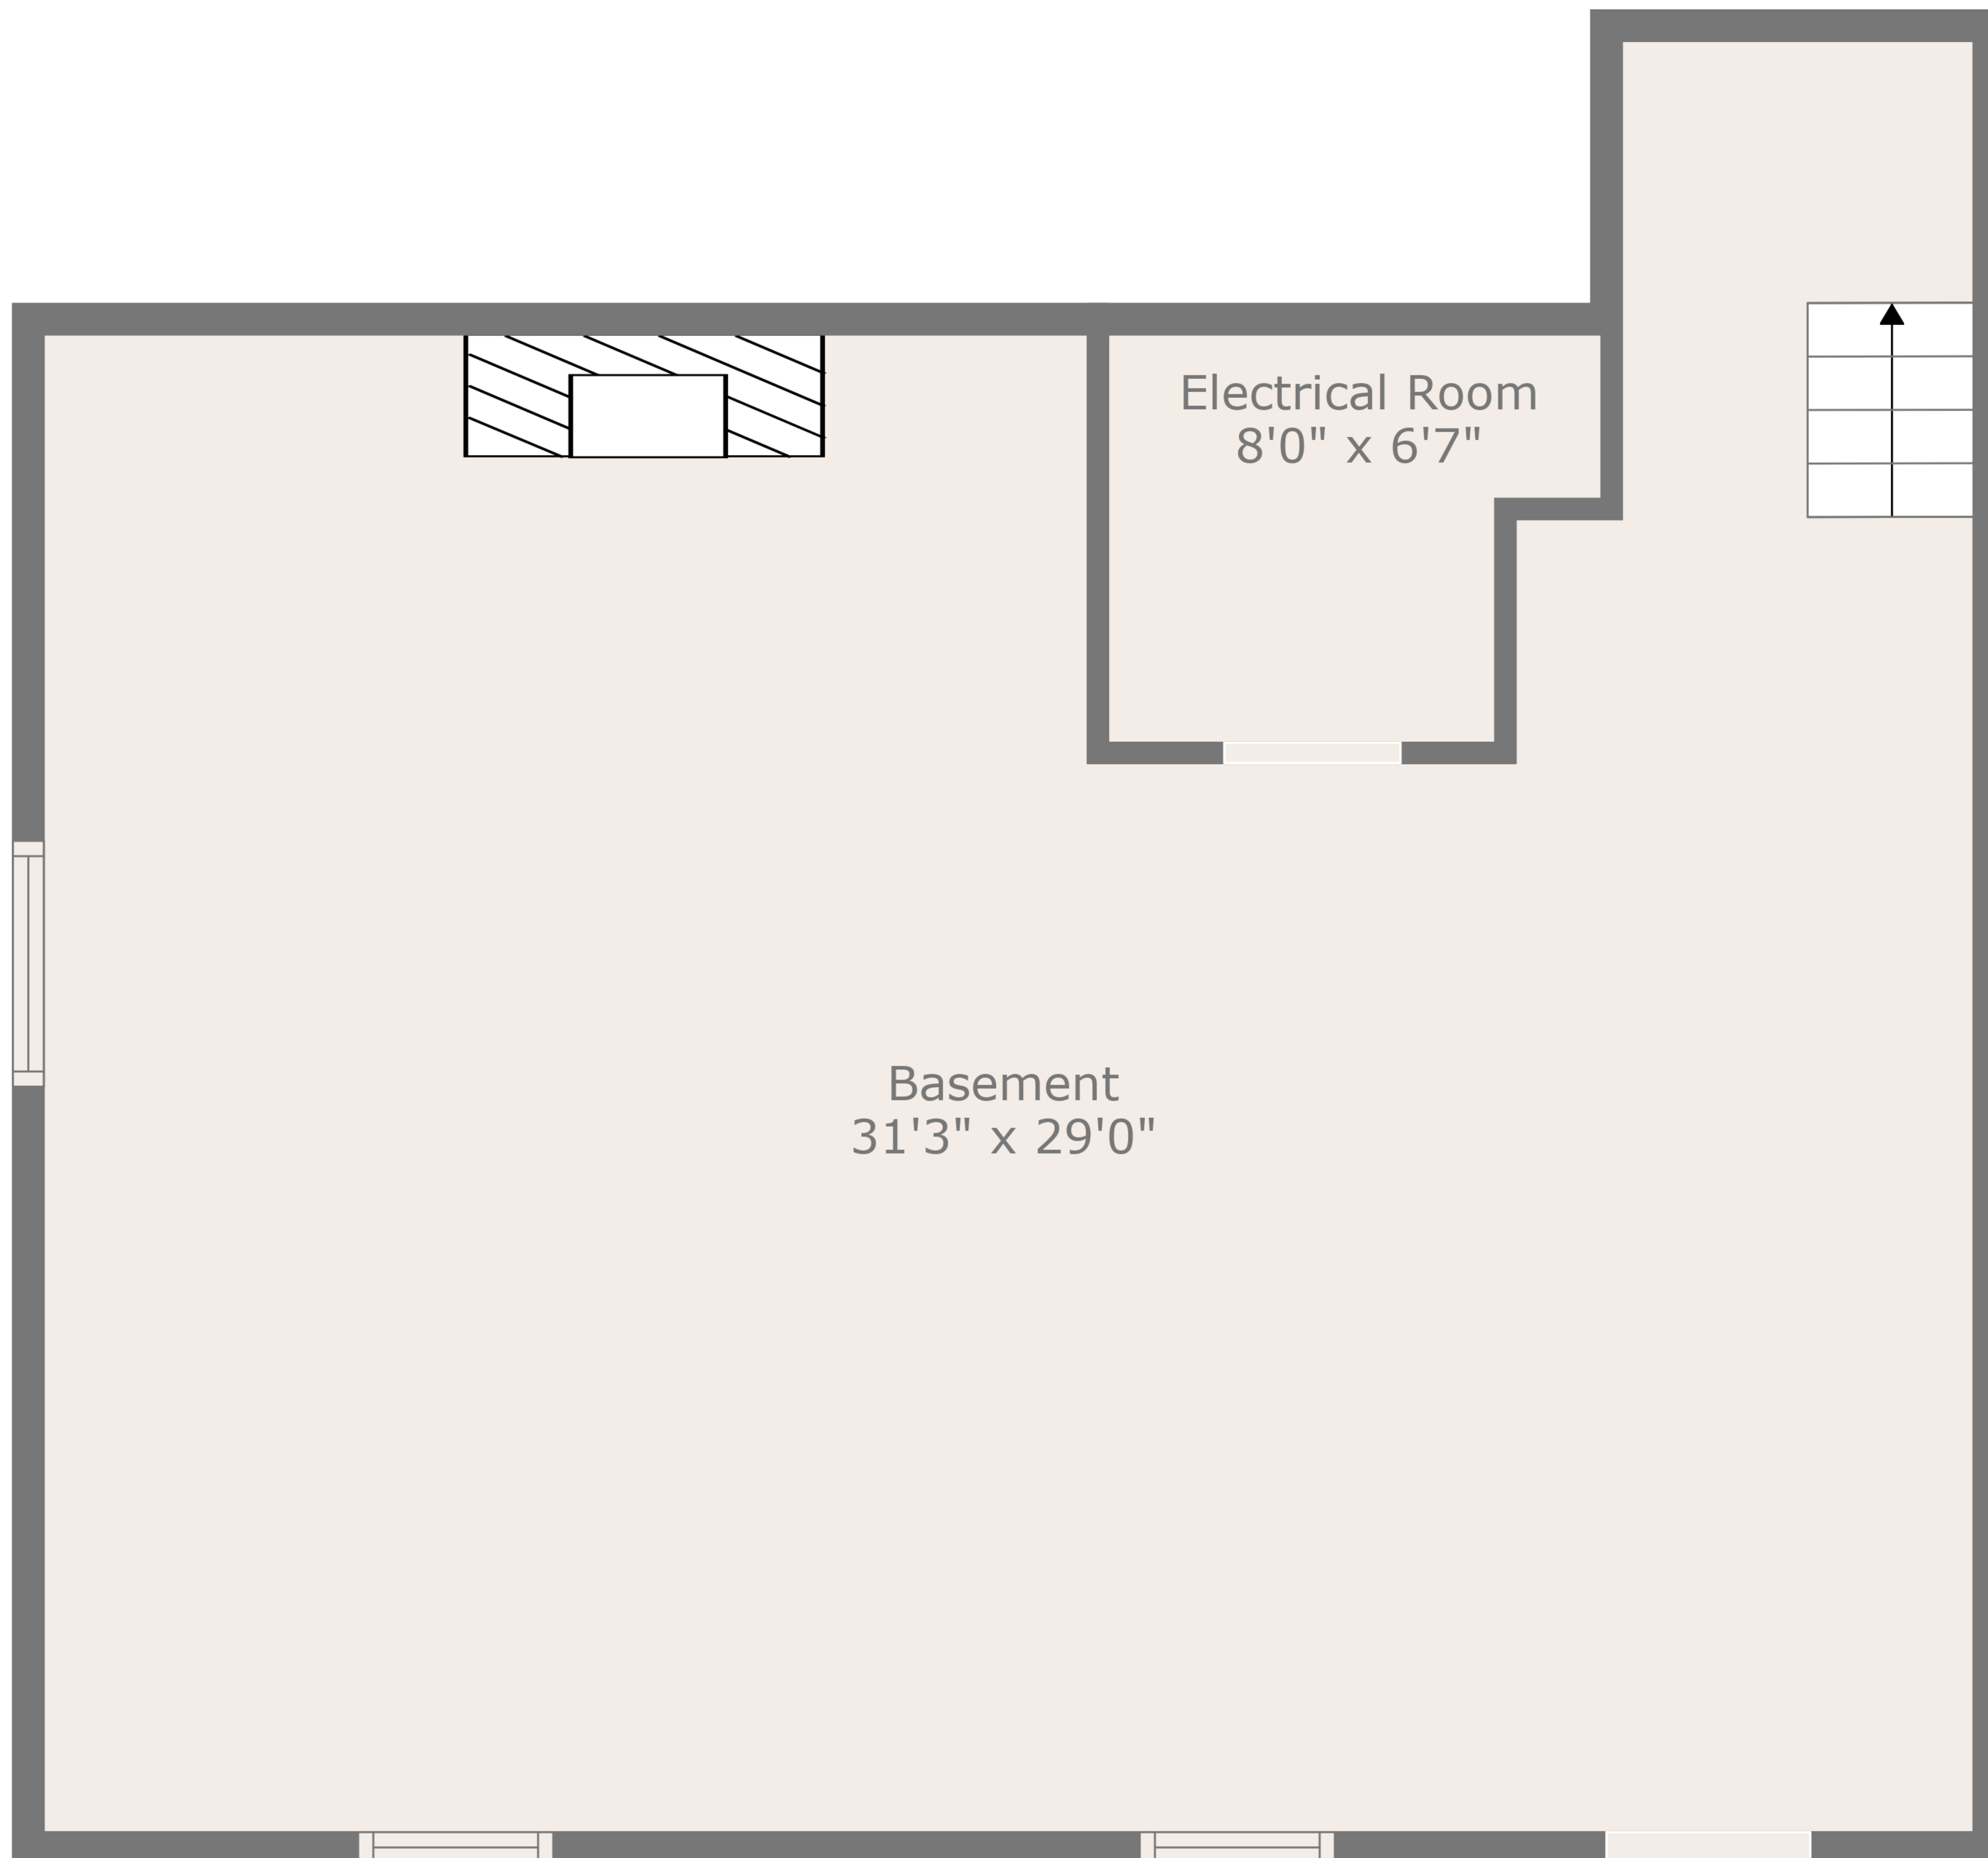 Electrical Room
8'0" x 6'7"
Basement
31'3" x 29'0"